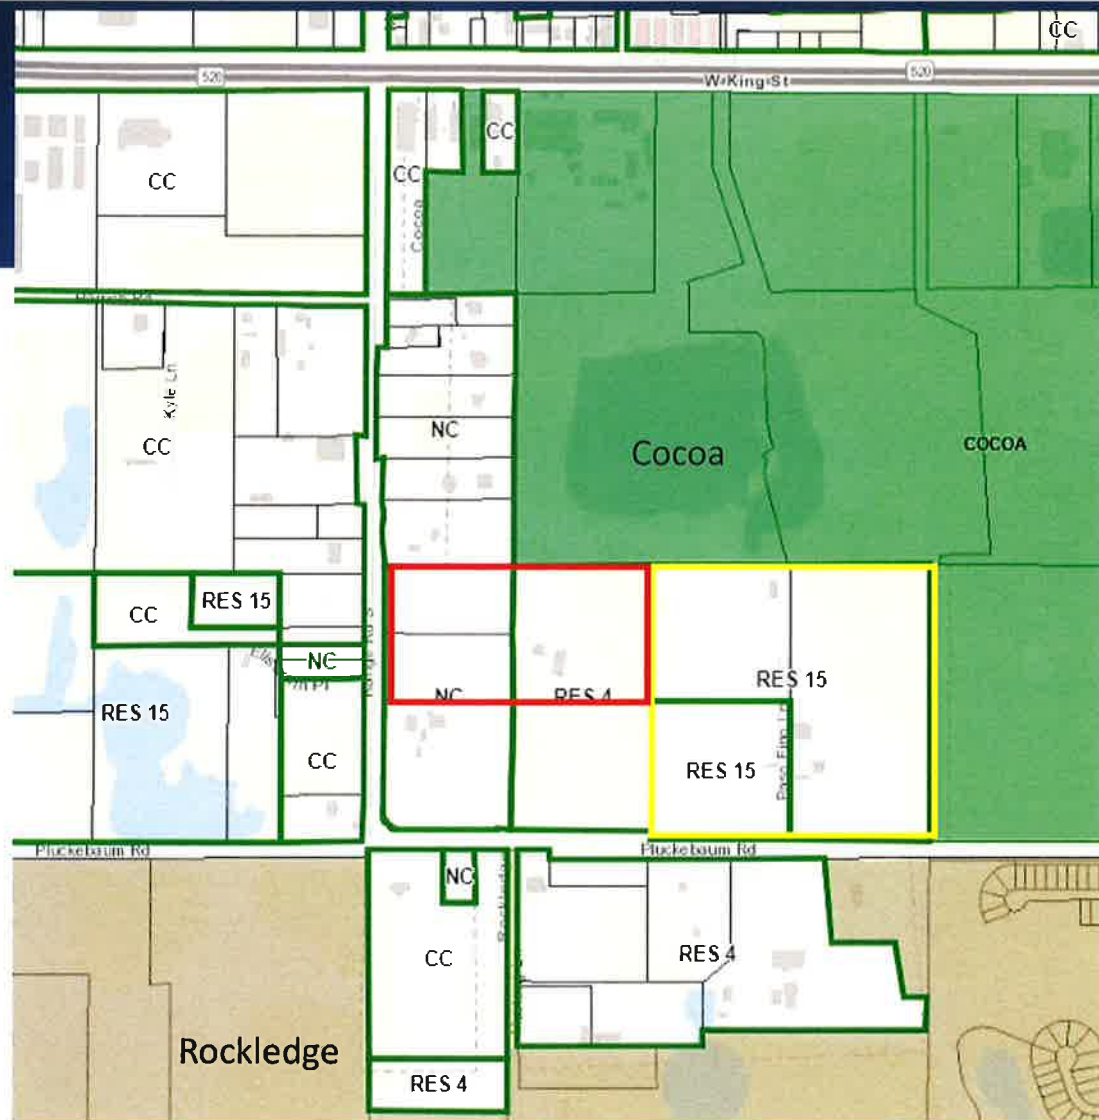 CC
520
W King St
520
CC
CC
CC
Cocoa
Kyle Ln
CC
NC
Cocoa
COCOA
CC
RES 15
NC
RES 15
NC
RES 4
RES 15
RES 15
CC
Pluckebaum Rd
Pluckebaum Rd
NC
CC
RES 4
Rockledge
RES 4